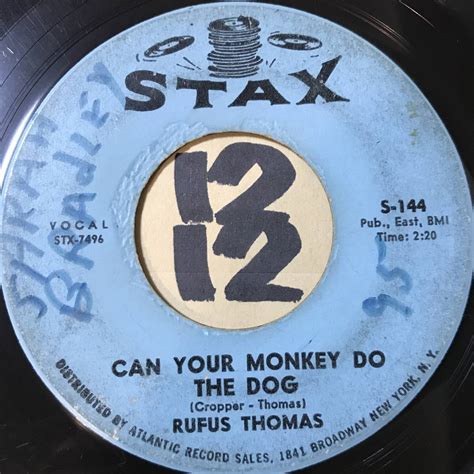 STAX
SARAH
BRADLEY
VOCAL
STX-7496
12
12
S-144
Pub., East, BMI
Time: 2:20
95
CAN YOUR MONKEY DO
THE DOG
(Cropper - Thomas)
RUFUS THOMAS
DISTRIBUTED BY ATLANTIC RECORD SALES, 1841 BROADWAY NEW YORK, N. Y.